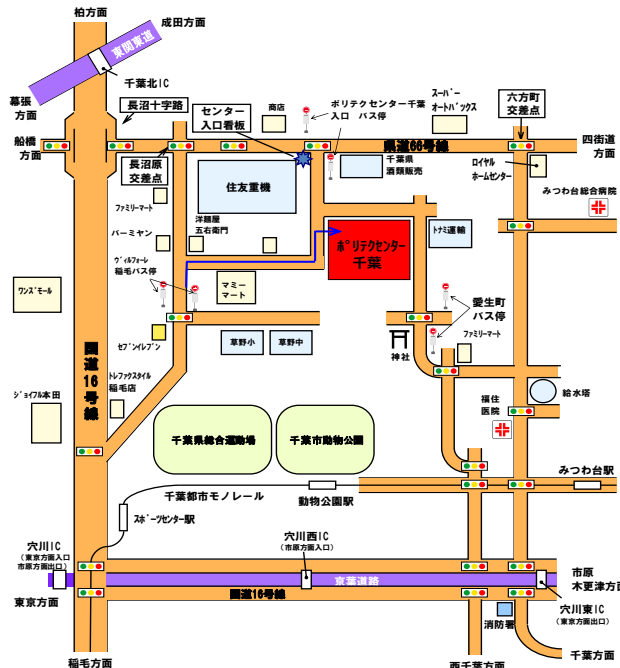 柏方面
成田方面
東関東道
千葉北IC
幕張
方面
長沼十字路
センター
入口看板
商店
ポリテクセンター千葉
入口 バス停
スーパー
オートバックス
六方町
交差点
船橋
方面
県道66号線
四街道
方面
長沼原
交差点
住友重機
千葉県
酒類販売
ロイヤル
ホームセンター
みつわ台総合病院
ファミリーマート
洋麺屋
五右衛門
バーミヤン
ポリテクセンター
千葉
トナミ運輸
ヴィルフォーレ
稲毛バス停
マミー
マート
ワンズモール
愛生町
バス停
セブンイレブン
草野小
草野中
神社
ファミリーマート
国道16号線
トレファクスタイル
稲毛店
ジョイフル本田
福住
医院
給水塔
千葉県総合運動場
千葉市動物公園
みつわ台駅
千葉都市モノレール
動物公園駅
スポーツセンター駅
穴川IC
(東京方面入口
市原方面出口)
穴川西IC
(市原方面入口)
京葉道路
市原
木更津方面
東京方面
国道16号線
穴川東IC
(東京方面出口)
消防署
稲毛方面
西千葉方面
千葉方面